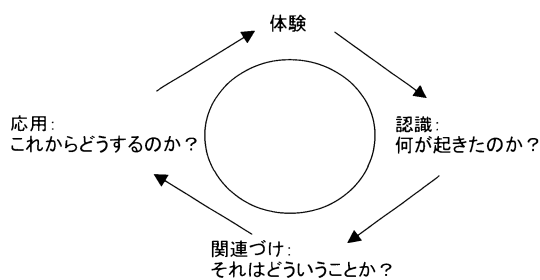 体験
認識：
何が起きたのか？
関連づけ：
それはどういうことか？
応用：
これからどうするのか？